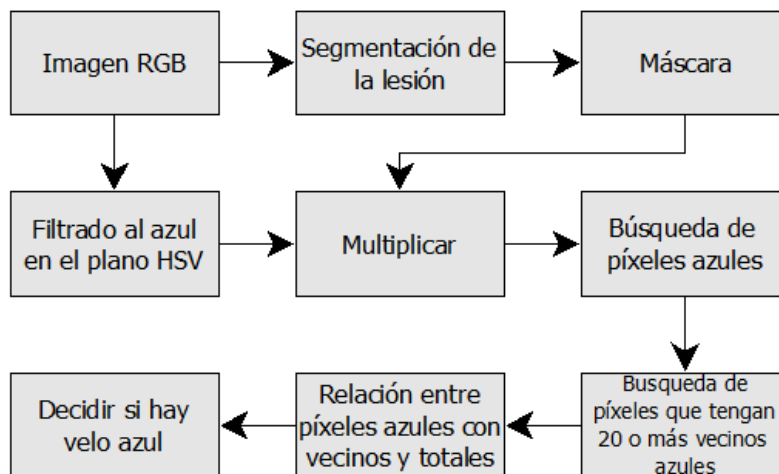 Imagen RGB
Segmentación de
la lesión
Máscara
Filtrado al azul
en el plano HSV
Multiplicar
Búsqueda de
píxeles azules
Busqueda de
píxeles que tengan
20 o más vecinos
azules
Relación entre
píxeles azules con
vecinos y totales
Decidir si hay
velo azul